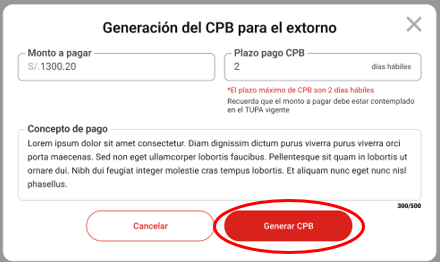 Generación del CPB para el extorno
Monto a pagar
S/.1300.20
Plazo pago CPB
2
días hábiles
*El plazo máximo de CPB son 2 días hábiles
Recuerda que el monto a pagar debe estar contemplado
en el TUPA vigente
Concepto de pago
Lorem ipsum dolor sit amet consectetur. Diam dignissim dictum purus viverra purus viverra orci
porta maecenas. Sed non eget ullamcorper lobortis faucibus. Pellentesque sit quam in lobortis ut
ornare dui. Nibh dui feugiat integer molestie cras tempus lobortis. Et aliquam nunc eget nunc nisl
phasellus.
300/500
Cancelar
Generar CPB